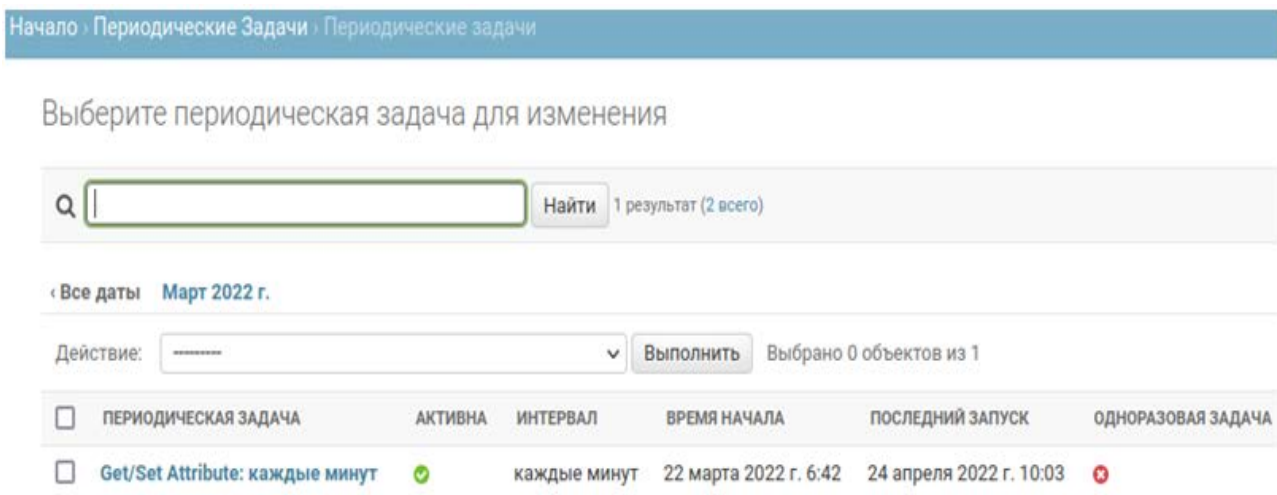 Начало › Периодические Задачи › Периодические задачи
Выберите периодическая задача для изменения
Найти 1 результат (2 всего)
‹ Все даты Март 2022 г.
Действие: --------- Выполнить Выбрано 0 объектов из 1
ПЕРИОДИЧЕСКАЯ ЗАДАЧА АКТИВНА ИНТЕРВАЛ ВРЕМЯ НАЧАЛА ПОСЛЕДНИЙ ЗАПУСК ОДНОРАЗОВАЯ ЗАДАЧА
Get/Set Attribute: каждые минут каждые минут 22 марта 2022 г. 6:42 24 апреля 2022 г. 10:03